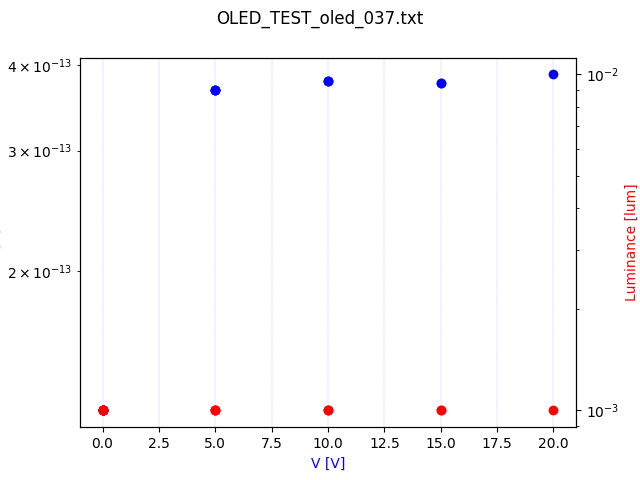 OLED_TEST_oled_037.txt
4 × 10⁻¹³
3 × 10⁻¹³
2 × 10⁻¹³
10⁻²
10⁻³
Luminance [lum]
0.0 2.5 5.0 7.5 10.0 12.5 15.0 17.5 20.0
V [V]